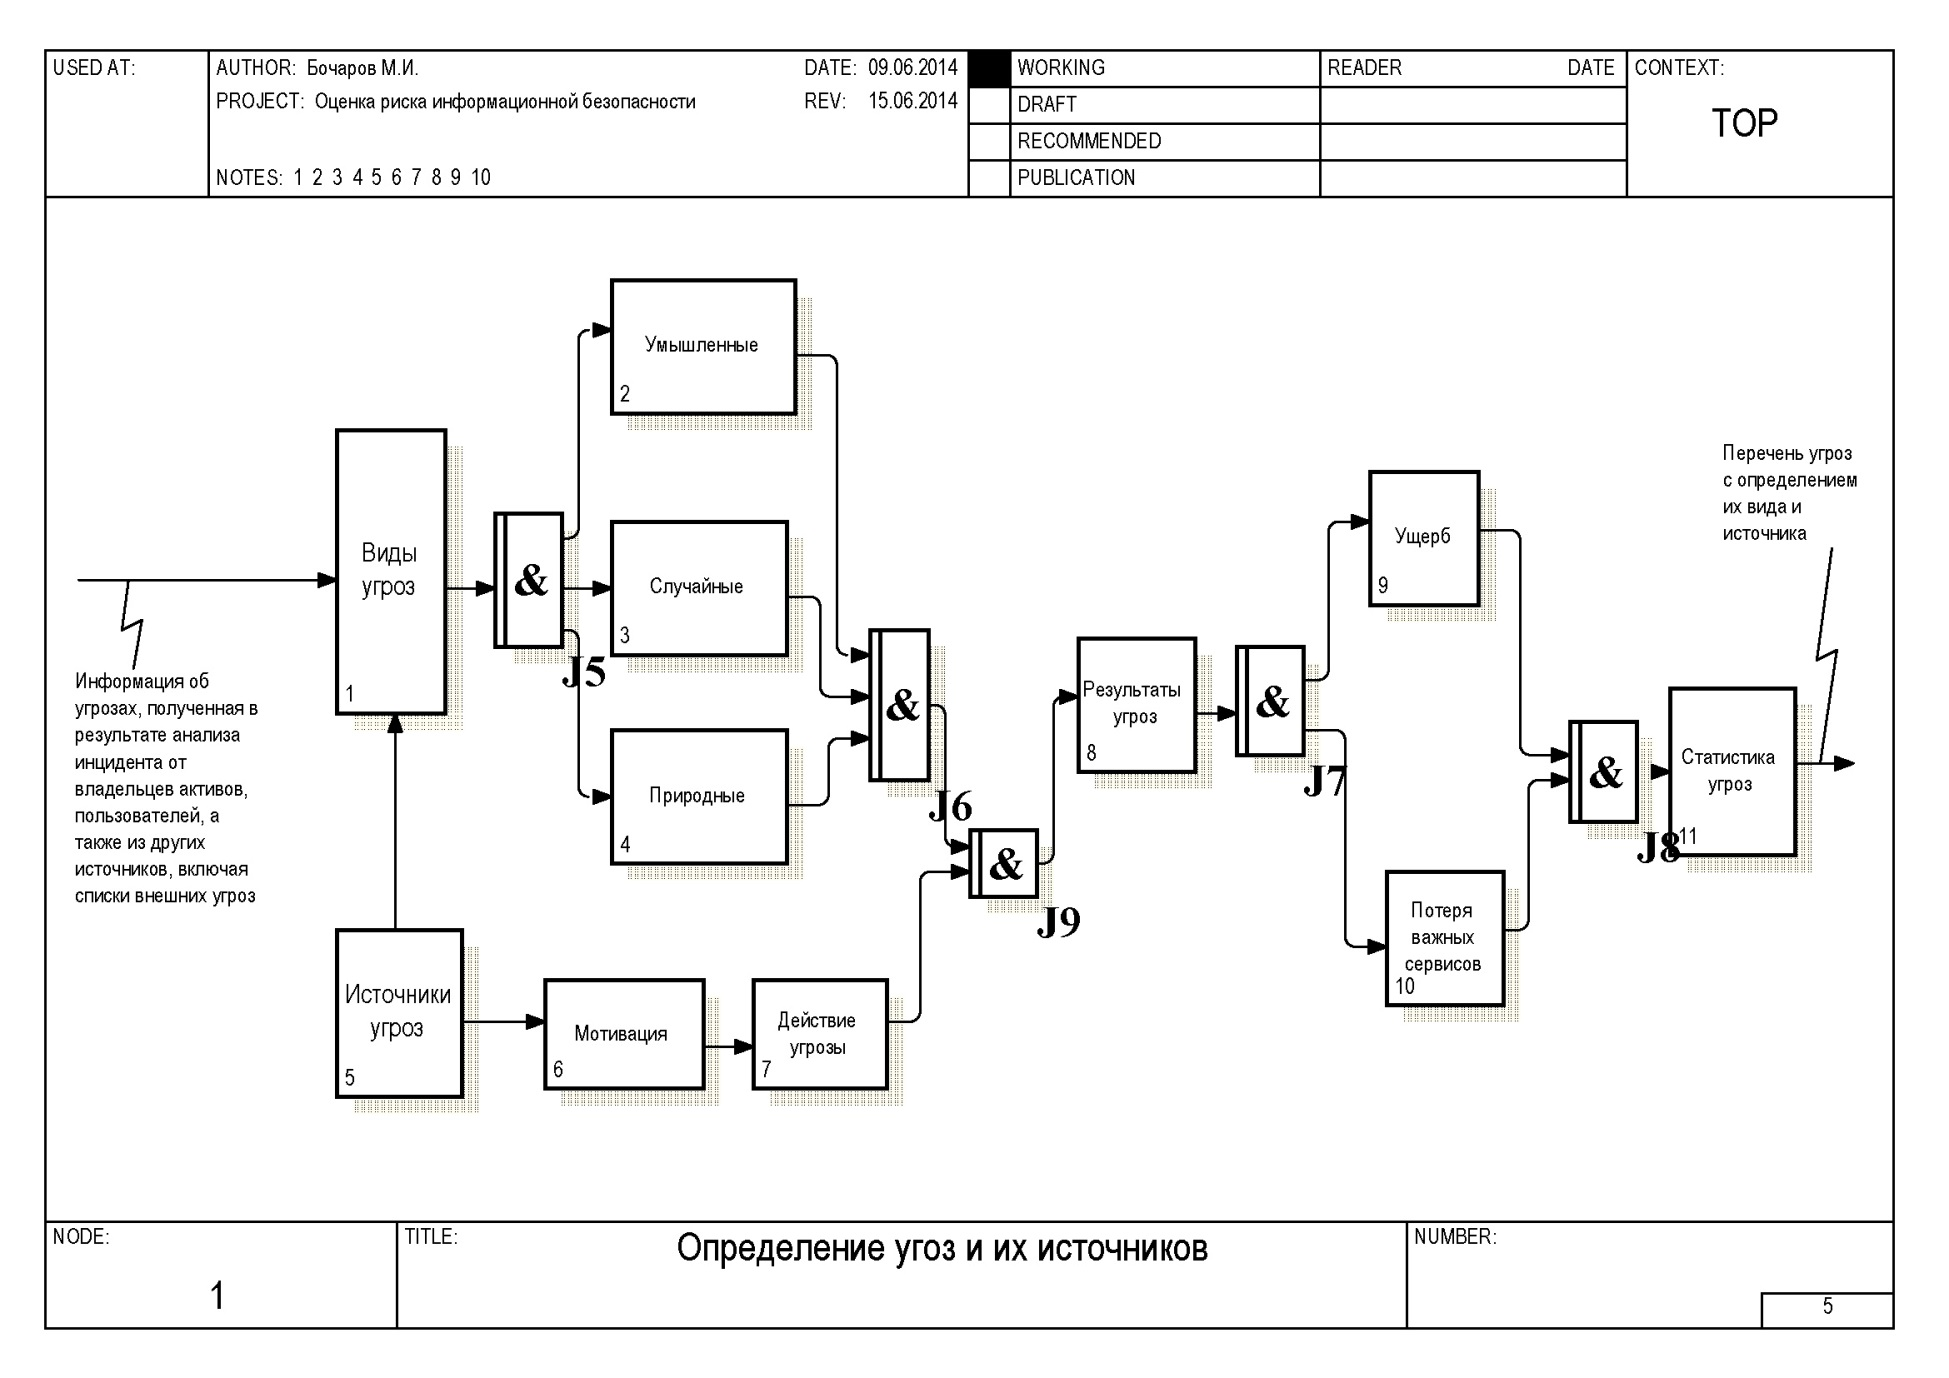 USED AT:
AUTHOR: Бочаров М.И.
DATE: 09.06.2014
PROJECT: Оценка риска информационной безопасности
REV: 15.06.2014
NOTES: 1 2 3 4 5 6 7 8 9 10
WORKING
DRAFT
RECOMMENDED
PUBLICATION
READER
DATE
CONTEXT:
TOP
Информация об
угрозах, полученная в
результате анализа
инцидента от
владельцев активов,
пользователей, а
также из других
источников, включая
списки внешних угроз
Виды
угроз
1
&
J5
Умышленные
2
Случайные
3
Природные
4
Источники
угроз
5
Мотивация
6
Действие
угрозы
7
&
J6
&
J9
Результаты
угроз
8
&
J7
Ущерб
9
Потеря
важных
сервисов
10
&
J8
Статистика
угроз
11
Перечень угроз
с определением
их вида и
источника
NODE:
1
TITLE:
Определение угоз и их источников
NUMBER:
5